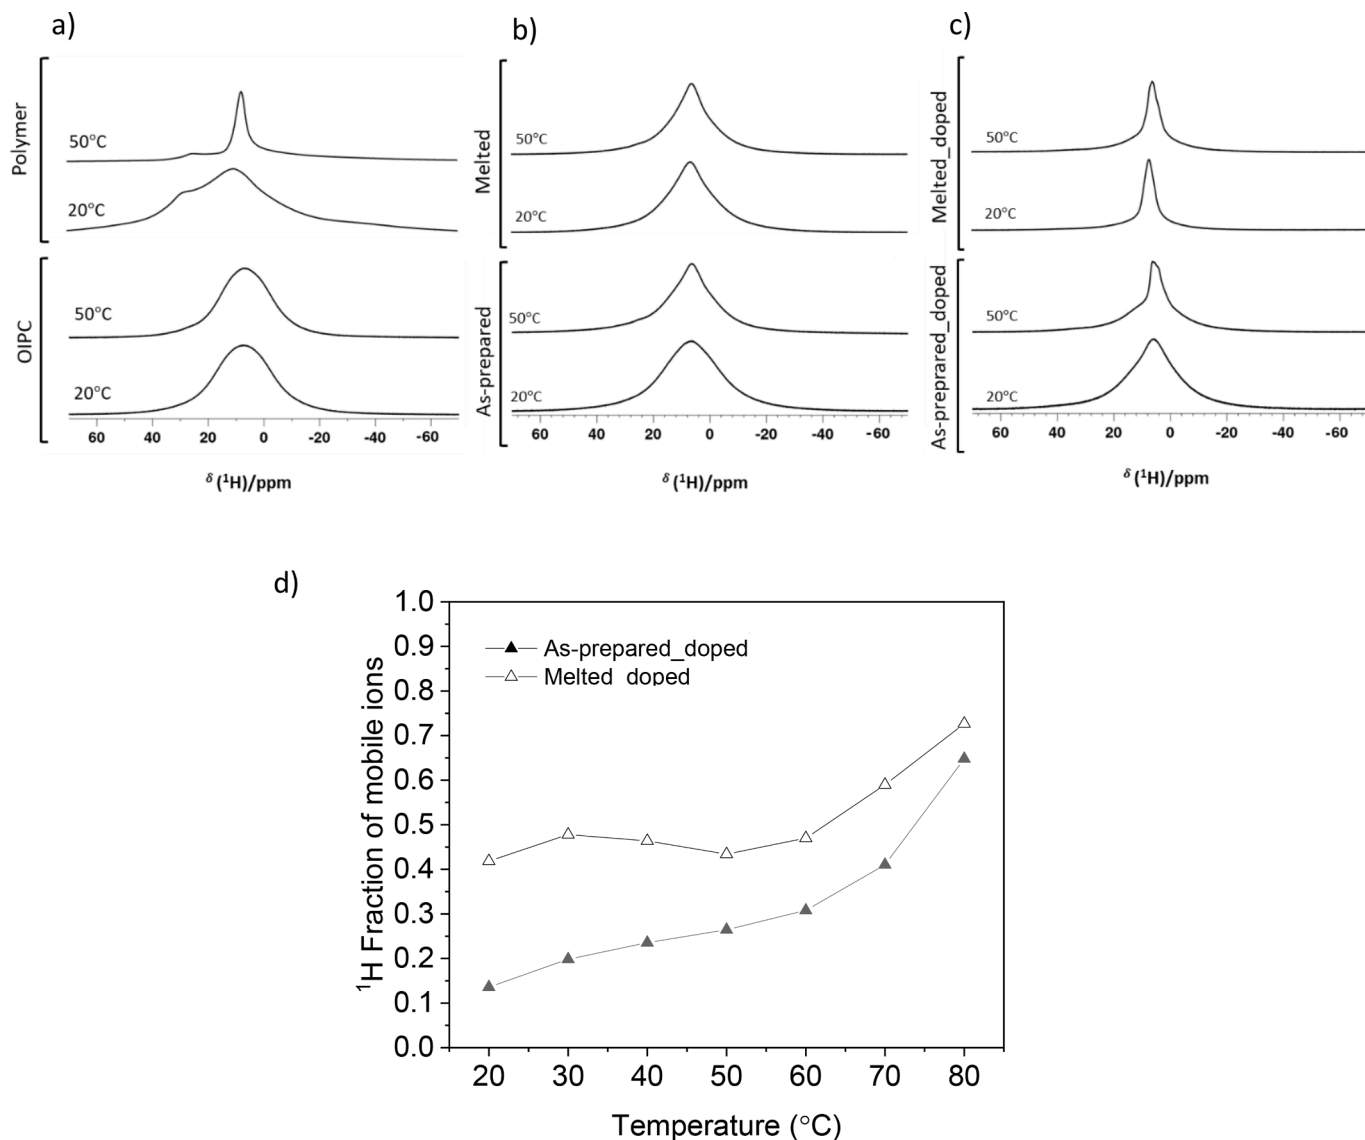 a)
Polymer
50°C
20°C
OIPC
50°C
20°C
60 40 20 0 -20 -40 -60
δ (¹H)/ppm
b)
Melted
50°C
20°C
As-prepared
50°C
20°C
60 40 20 0 -20 -40 -60
δ (¹H)/ppm
c)
Melted_doped
50°C
20°C
As-preprared_doped
50°C
20°C
60 40 20 0 -20 -40 -60
δ (¹H)/ppm
d)
¹H Fraction of mobile ions
1.0
0.9
0.8
0.7
0.6
0.5
0.4
0.3
0.2
0.1
0.0
As-prepared_doped
Melted doped
20 30 40 50 60 70 80
Temperature (°C)